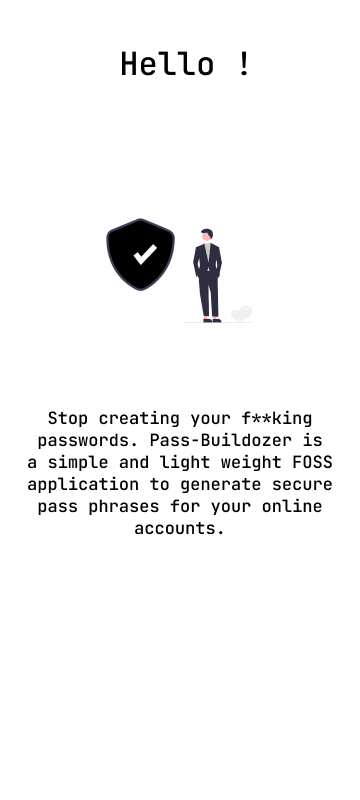 Hello !
Stop creating your f**king
passwords. Pass-Buildozer is
a simple and light weight FOSS
application to generate secure
pass phrases for your online
accounts.